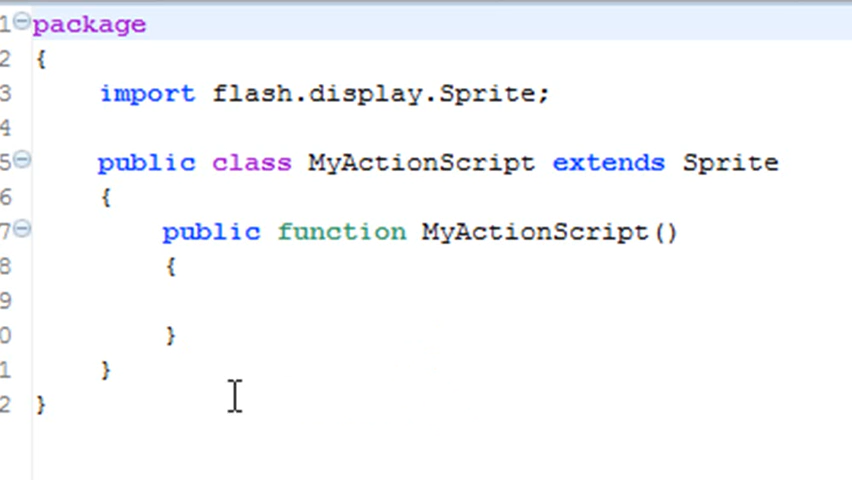 1 package
2 {
3 import flash.display.Sprite;
4
5 public class MyActionScript extends Sprite
6 {
7 public function MyActionScript()
8 {
9
0 }
1 }
2 }